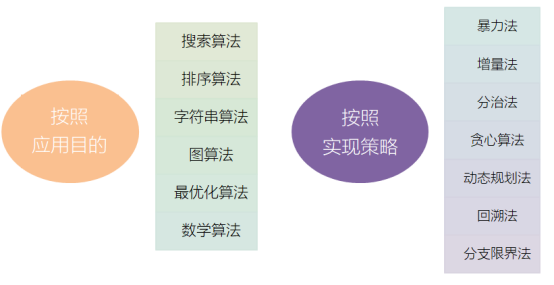 按照
应用目的
搜索算法
排序算法
字符串算法
图算法
最优化算法
数学算法
按照
实现策略
暴力法
增量法
分治法
贪心算法
动态规划法
回溯法
分支限界法